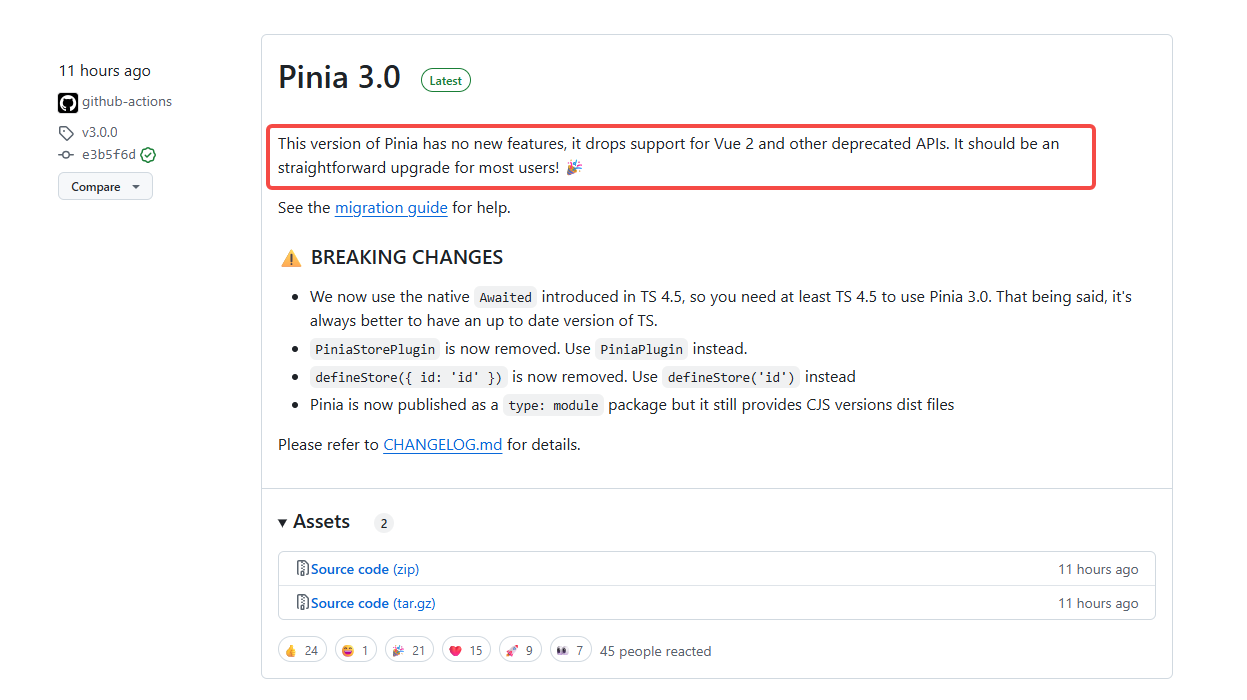 11 hours ago
github-actions
v3.0.0
e3b5f6d
Compare
Pinia 3.0 Latest
This version of Pinia has no new features, it drops support for Vue 2 and other deprecated APIs. It should be an
straightforward upgrade for most users! 🎉
See the migration guide for help.
⚠️ BREAKING CHANGES
• We now use the native Awaited introduced in TS 4.5, so you need at least TS 4.5 to use Pinia 3.0. That being said, it's
always better to have an up to date version of TS.
• PiniaStorePlugin is now removed. Use PiniaPlugin instead.
• defineStore({ id: 'id' }) is now removed. Use defineStore('id') instead
• Pinia is now published as a type: module package but it still provides CJS versions dist files
Please refer to CHANGELOG.md for details.
Assets 2
Source code (zip) 11 hours ago
Source code (tar.gz) 11 hours ago
👍 24 😄 1 🎉 21 ❤️ 15 🚀 9 👀 7 45 people reacted